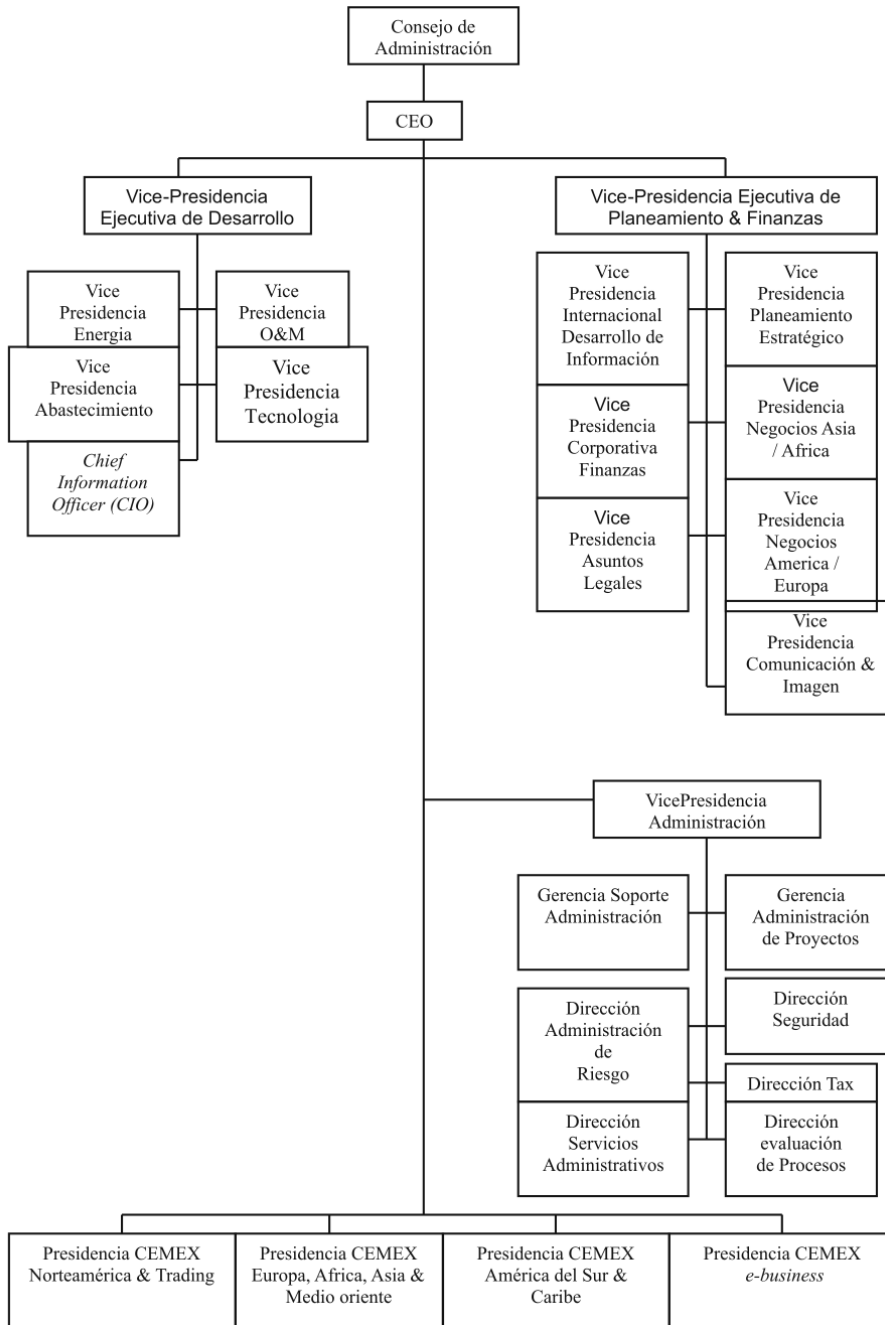 Consejo de
Administración
CEO
Vice-Presidencia
Ejecutiva de Desarrollo
Vice-Presidencia Ejecutiva de
Planeamiento & Finanzas
Vice
Presidencia
Energia
Vice
Presidencia
O&M
Vice
Presidencia
Abastecimiento
Vice
Presidencia
Tecnologia
Chief
Information
Officer (CIO)
Vice
Presidencia
Internacional
Desarrollo de
Información
Vice
Presidencia
Planeamiento
Estratégico
Vice
Presidencia
Corporativa
Finanzas
Vice
Presidencia
Negocios Asia
/ Africa
Vice
Presidencia
Asuntos
Legales
Vice
Presidencia
Negocios
America /
Europa
Vice
Presidencia
Comunicación &
Imagen
VicePresidencia
Administración
Gerencia Soporte
Administración
Gerencia
Administración
de Proyectos
Dirección
Administración
de
Riesgo
Dirección
Seguridad
Dirección Tax
Dirección
Servicios
Administrativos
Dirección
evaluación
de Procesos
Presidencia CEMEX
Norteamérica & Trading
Presidencia CEMEX
Europa, Africa, Asia &
Medio oriente
Presidencia CEMEX
América del Sur &
Caribe
Presidencia CEMEX
e-business